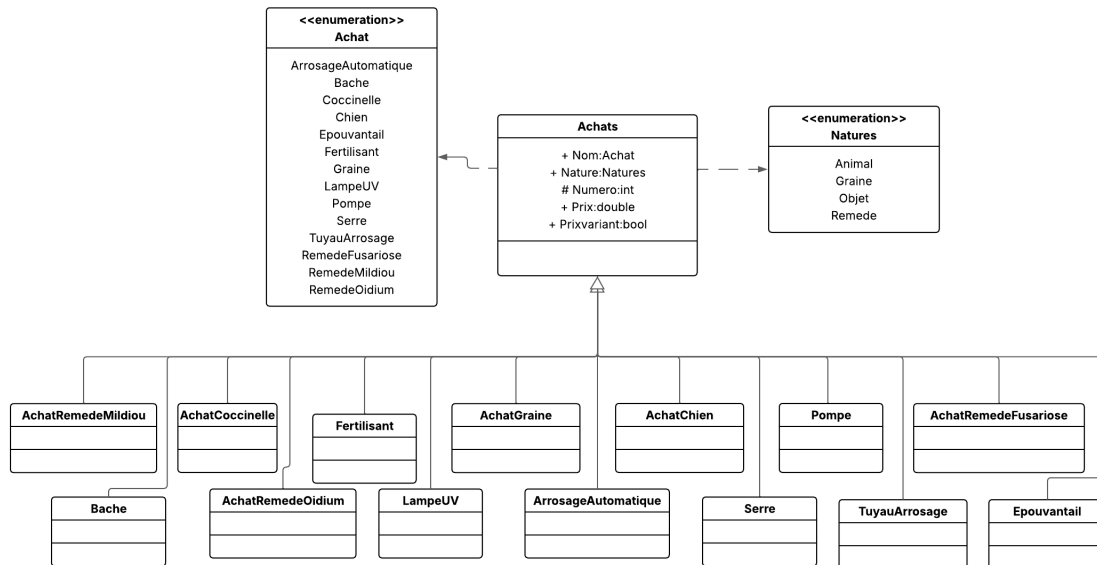 <<enumeration>>
Achat
ArrosageAutomatique
Bache
Coccinelle
Chien
Epouvantail
Fertilisant
Graine
LampeUV
Pompe
Serre
TuyauArrosage
RemedeFusariose
RemedeMildiou
RemedeOidium
Achats
+ Nom:Achat
+ Nature:Natures
# Numero:int
+ Prix:double
+ Prixvariant:bool
<<enumeration>>
Natures
Animal
Graine
Objet
Remede
AchatRemedeMildiou
AchatCoccinelle
Fertilisant
AchatGraine
AchatChien
Pompe
AchatRemedeFusariose
Bache
AchatRemedeOidium
LampeUV
ArrosageAutomatique
Serre
TuyauArrosage
Epouvantail